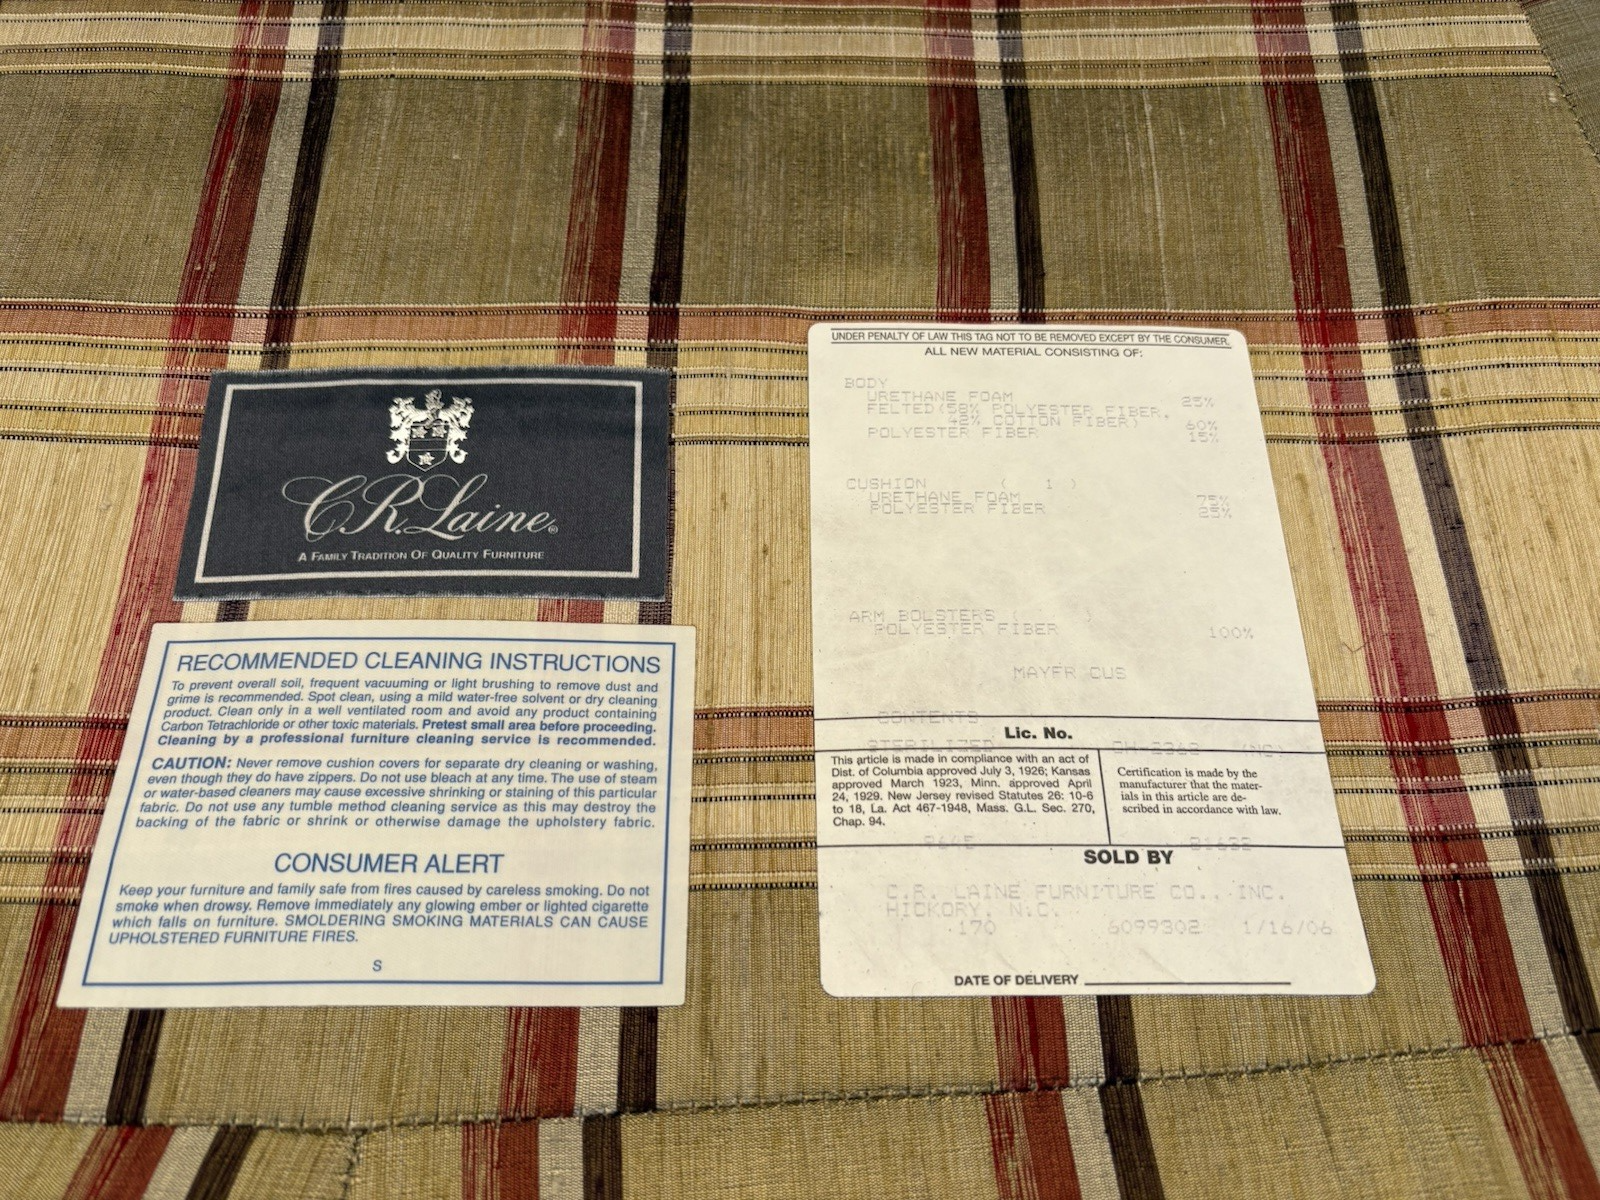 C.R. Laine®
A FAMILY TRADITION OF QUALITY FURNITURE
RECOMMENDED CLEANING INSTRUCTIONS
To prevent overall soil, frequent vacuuming or light brushing to remove dust and
grime is recommended. Spot clean, using a mild water-free solvent or dry cleaning
product. Clean only in a well ventilated room and avoid any product containing
Carbon Tetrachloride or other toxic materials. Pretest small area before proceeding.
Cleaning by a professional furniture cleaning service is recommended.
CAUTION: Never remove cushion covers for separate dry cleaning or washing,
even though they do have zippers. Do not use bleach at any time. The use of steam
or water-based cleaners may cause excessive shrinking or staining of this particular
fabric. Do not use any tumble method cleaning service as this may destroy the
backing of the fabric or shrink or otherwise damage the upholstery fabric.
CONSUMER ALERT
Keep your furniture and family safe from fires caused by careless smoking. Do not
smoke when drowsy. Remove immediately any glowing ember or lighted cigarette
which falls on furniture. SMOLDERING SMOKING MATERIALS CAN CAUSE
UPHOLSTERED FURNITURE FIRES.
S
UNDER PENALTY OF LAW THIS TAG NOT TO BE REMOVED EXCEPT BY THE CONSUMER.
ALL NEW MATERIAL CONSISTING OF:
BODY
URETHANE FOAM 25%
FELTED(58% POLYESTER FIBER,
42% COTTON FIBER) 60%
POLYESTER FIBER 15%
CUSHION ( 1 )
URETHANE FOAM 75%
POLYESTER FIBER 25%
ARM BOLSTERS ( )
POLYESTER FIBER 100%
MAYFR CUS
CONTENTS
Lic. No.
STERILIZED
This article is made in compliance with an act of
Dist. of Columbia approved July 3, 1926; Kansas
approved March 1923, Minn. approved April
24, 1929. New Jersey revised Statutes 26: 10-6
to 18, La. Act 467-1948, Mass. G.L. Sec. 270,
Chap. 94.
Certification is made by the
manufacturer that the mater-
ials in this article are de-
scribed in accordance with law.
SOLD BY
C.R. LAINE FURNITURE CO., INC.
HICKORY, N.C.
170 6099302 1/16/06
DATE OF DELIVERY